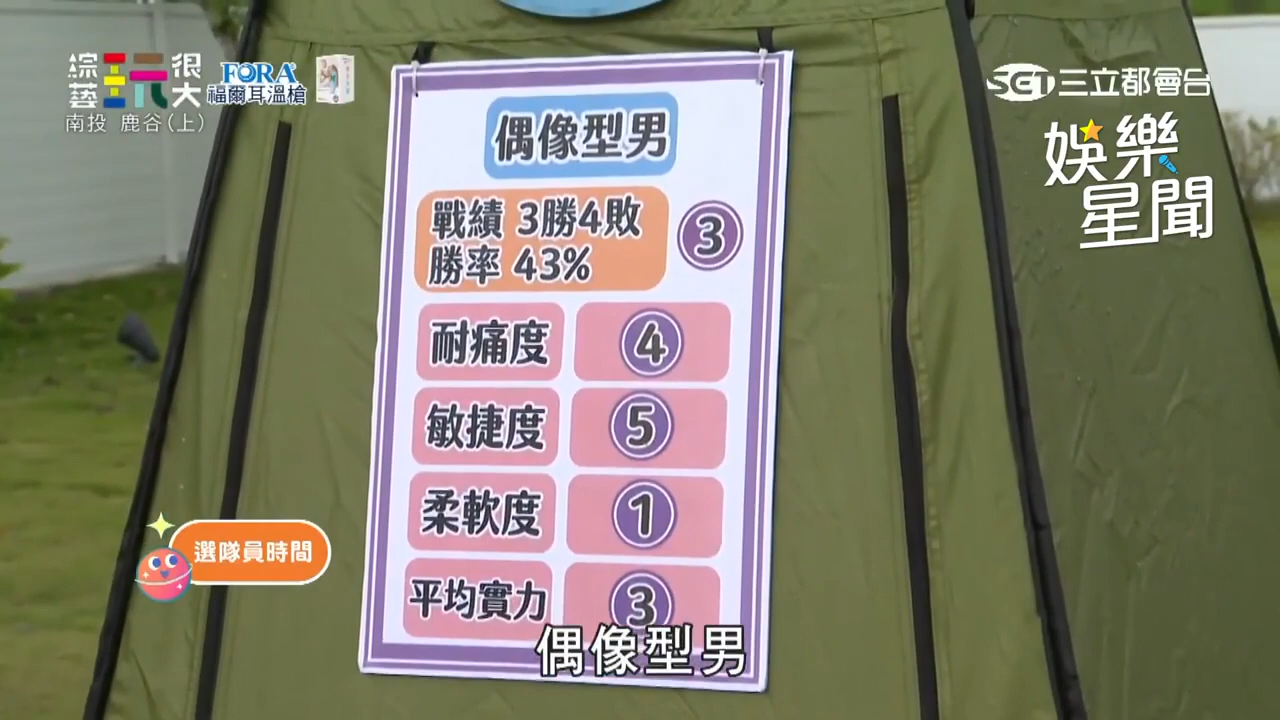 綜藝玩很大
南投 鹿谷(上)
FORA
福爾耳溫槍
SET 三立都會台
娛樂星聞
偶像型男
戰績 3勝4敗
勝率 43%
3
耐痛度 4
敏捷度 5
柔軟度 1
平均實力 3
選隊員時間
偶像型男